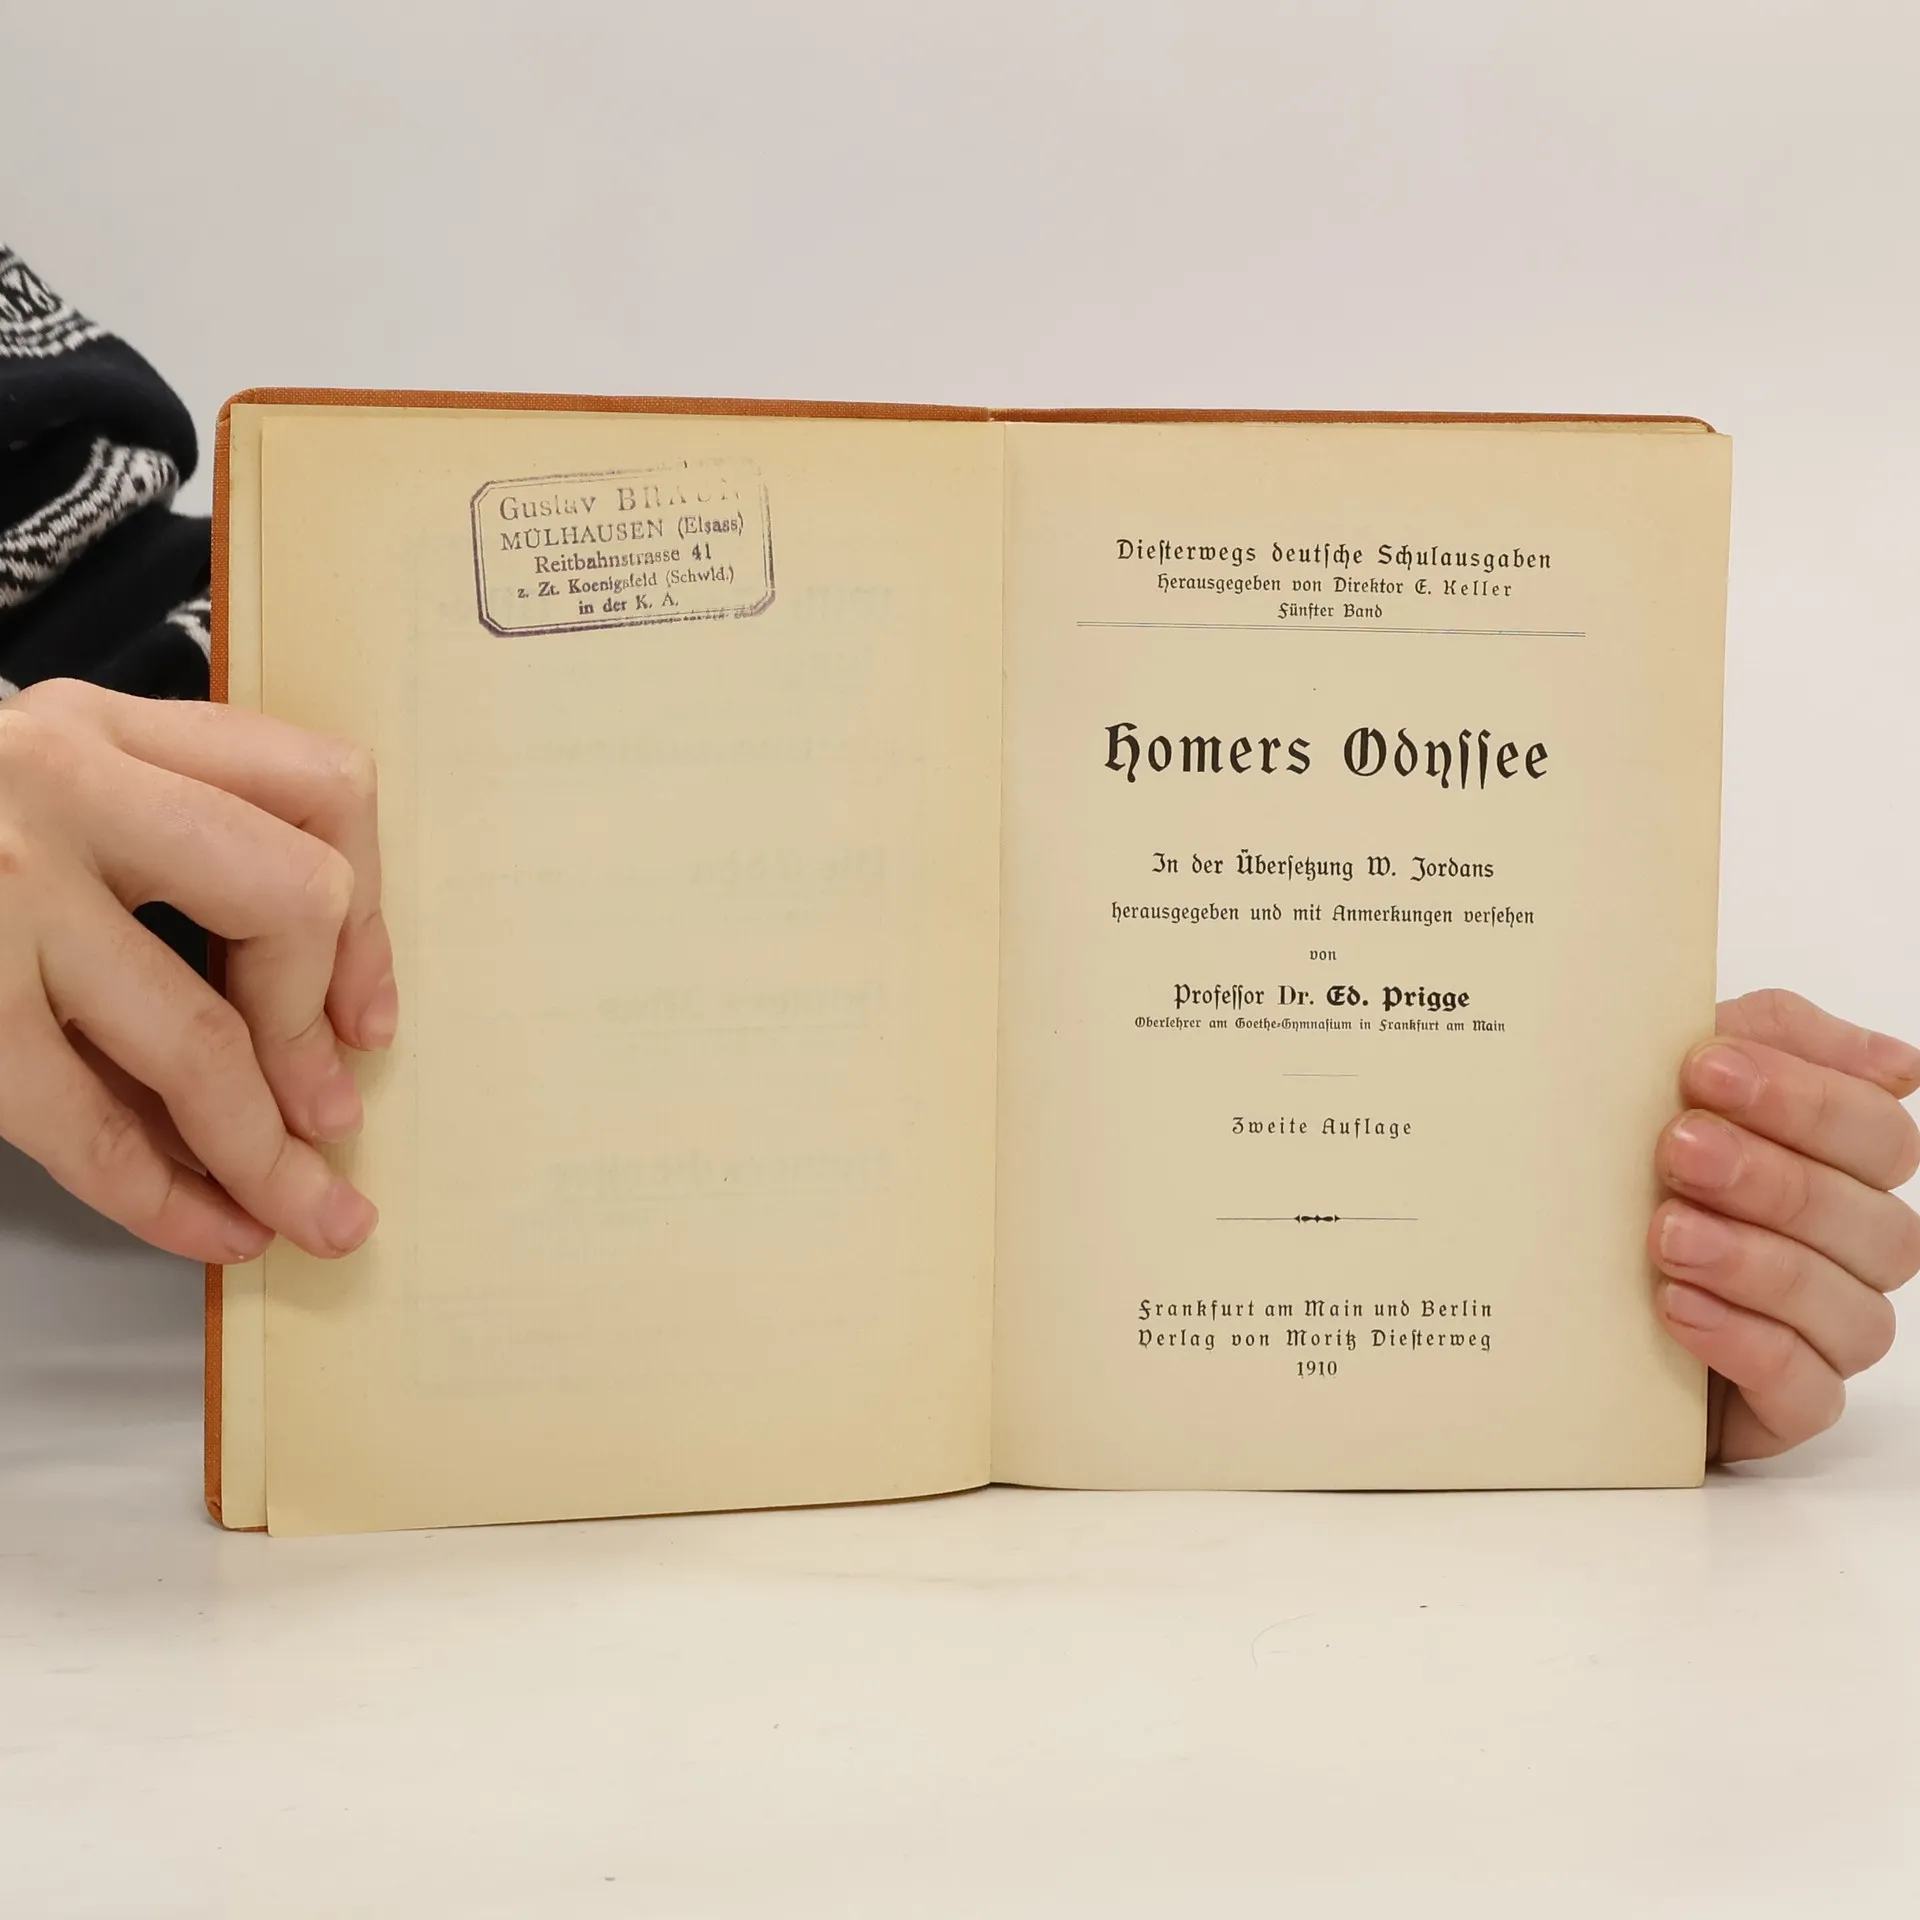 Gustav BRAUN
MÜLHAUSEN (Elsass)
Reitbahnstrasse 41
z. Zt. Koenigsfeld (Schwld.)
in der K. A.
Diesterwegs deutsche Schulausgaben
Herausgegeben von Direktor E. Keller
Fünfter Band
Homers Odyssee
In der Übersetzung W. Jordans
herausgegeben und mit Anmerkungen versehen
von
Professor Dr. Ed. Prigge
Oberlehrer am Goethe-Gymnasium in Frankfurt am Main
Zweite Auflage
Frankfurt am Main und Berlin
Verlag von Moritz Diesterweg
1910